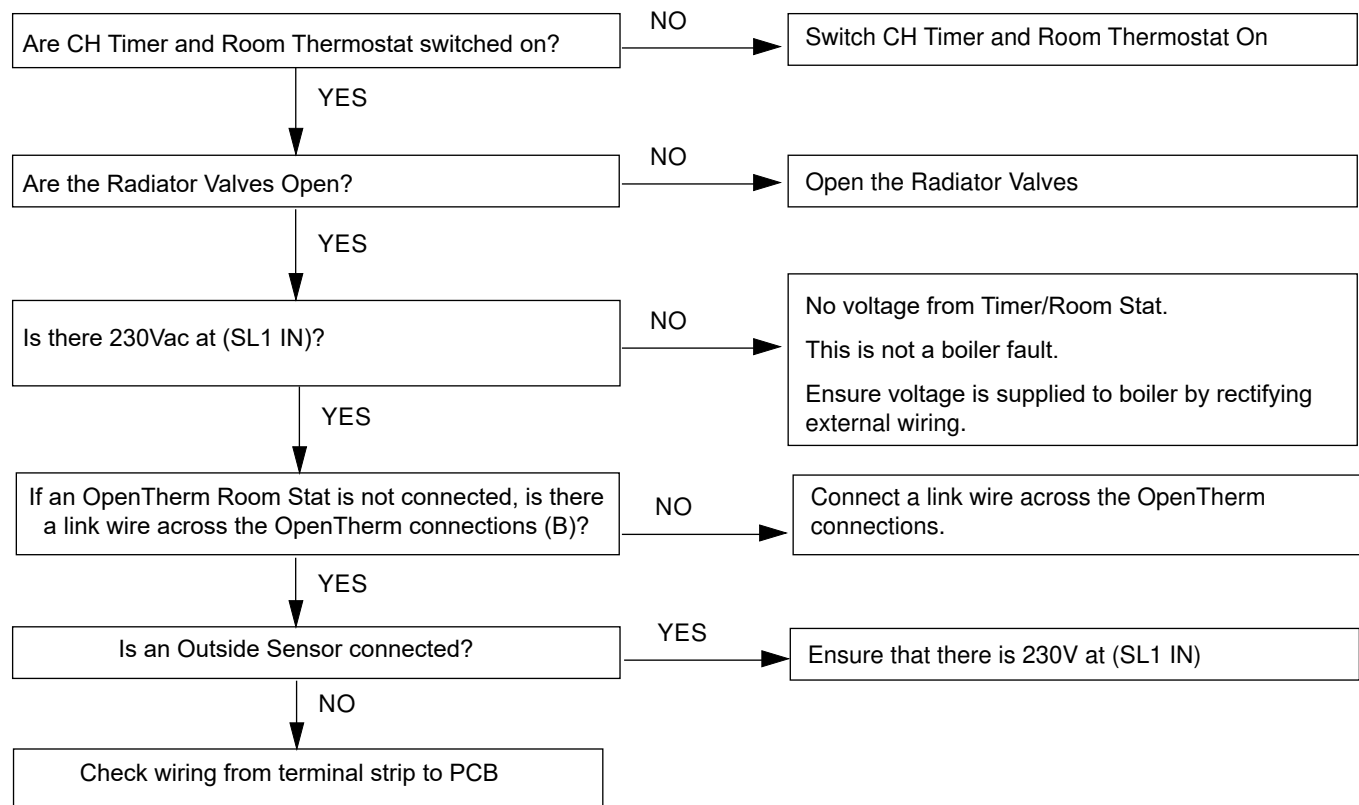 Are CH Timer and Room Thermostat switched on?
NO
Switch CH Timer and Room Thermostat On
YES
Are the Radiator Valves Open?
NO
Open the Radiator Valves
YES
Is there 230Vac at (SL1 IN)?
NO
No voltage from Timer/Room Stat.
This is not a boiler fault.
Ensure voltage is supplied to boiler by rectifying
external wiring.
YES
If an OpenTherm Room Stat is not connected, is there
a link wire across the OpenTherm connections (B)?
NO
Connect a link wire across the OpenTherm
connections.
YES
Is an Outside Sensor connected?
YES
Ensure that there is 230V at (SL1 IN)
NO
Check wiring from terminal strip to PCB